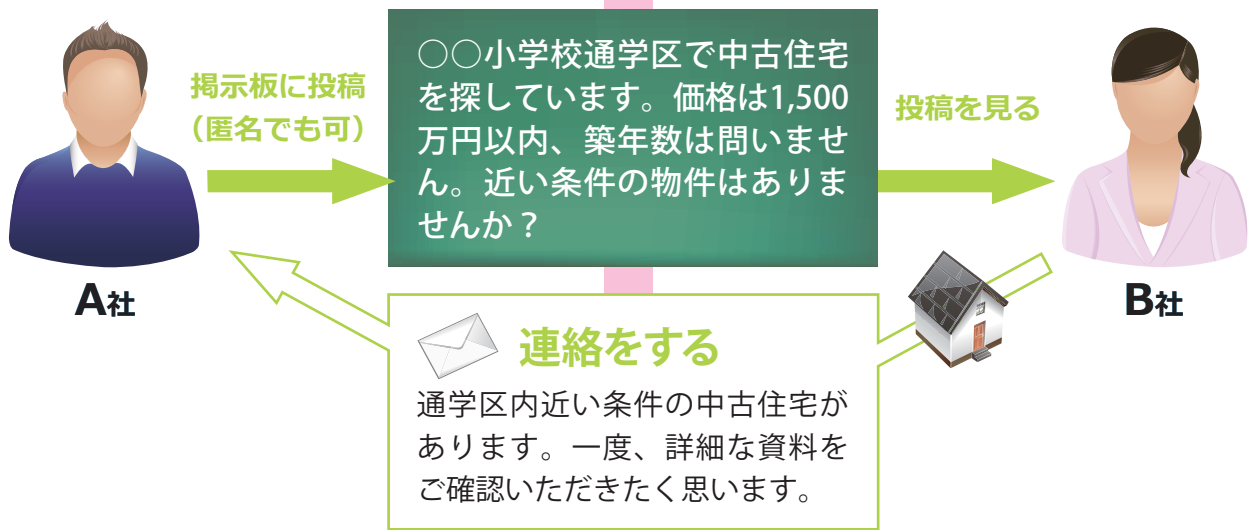 掲示板に投稿
（匿名でも可）
○○小学校通学区で中古住宅
を探しています。価格は1,500
万円以内、築年数は問いませ
ん。近い条件の物件はありま
せんか？
投稿を見る
A社
B社
連絡をする
通学区内近い条件の中古住宅が
あります。一度、詳細な資料を
ご確認いただきたく思います。